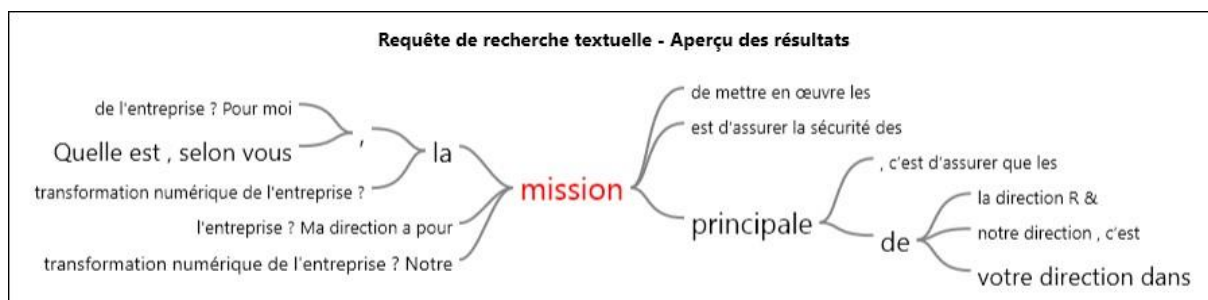 Requête de recherche textuelle - Aperçu des résultats
de l'entreprise ? Pour moi
Quelle est , selon vous
,
la
transformation numérique de l'entreprise ?
l'entreprise ? Ma direction a pour
transformation numérique de l'entreprise ? Notre
mission
de mettre en œuvre les
est d'assurer la sécurité des
principale
, c'est d'assurer que les
de
la direction R &
notre direction , c'est
votre direction dans